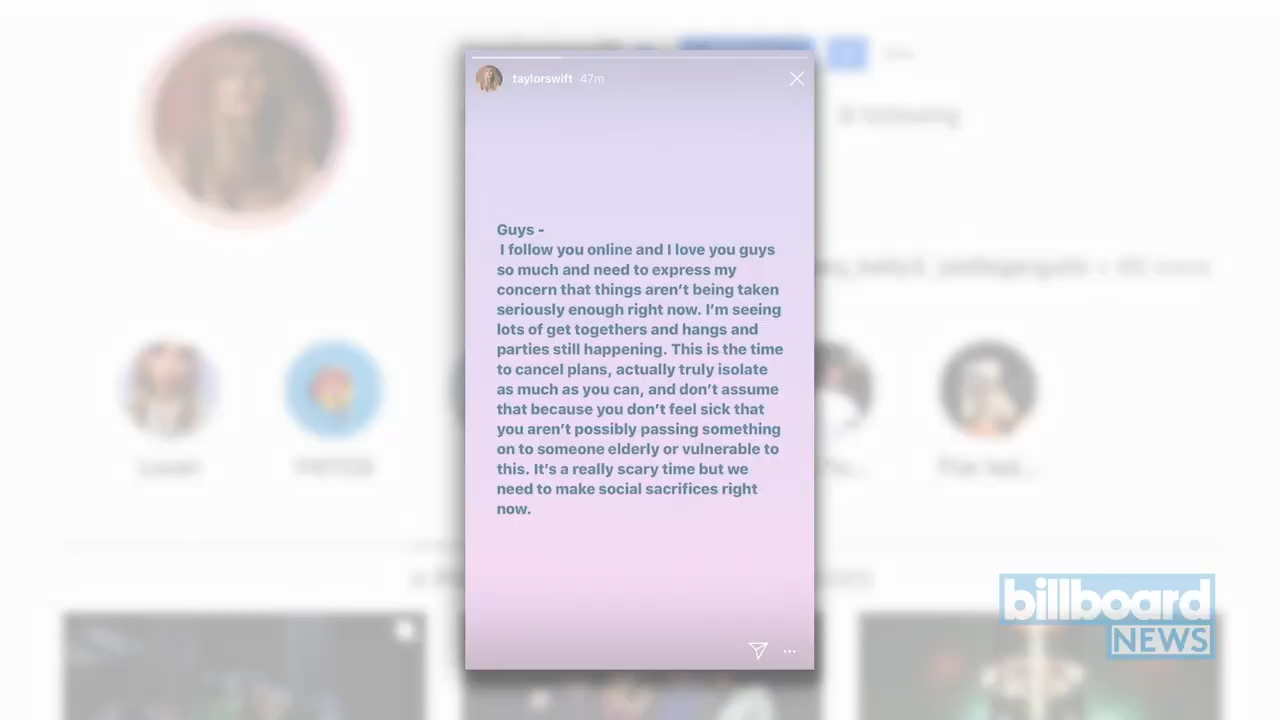 taylorswift 47m
Guys -
I follow you online and I love you guys
so much and need to express my
concern that things aren't being taken
seriously enough right now. I'm seeing
lots of get togethers and hangs and
parties still happening. This is the time
to cancel plans, actually truly isolate
as much as you can, and don't assume
that because you don't feel sick that
you aren't possibly passing something
on to someone elderly or vulnerable to
this. It's a really scary time but we
need to make social sacrifices right
now.
billboard
NEWS